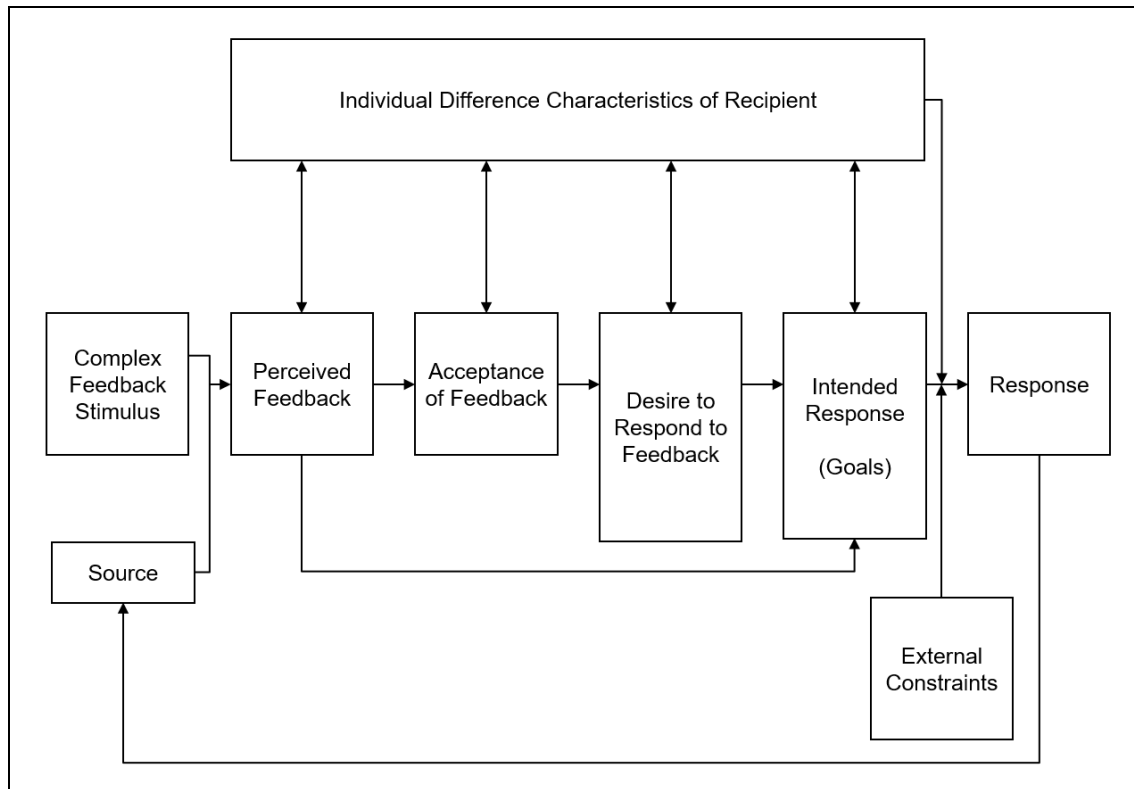 Individual Difference Characteristics of Recipient
Complex
Feedback
Stimulus
Perceived
Feedback
Acceptance
of Feedback
Desire to
Respond to
Feedback
Intended
Response
(Goals)
Response
Source
External
Constraints